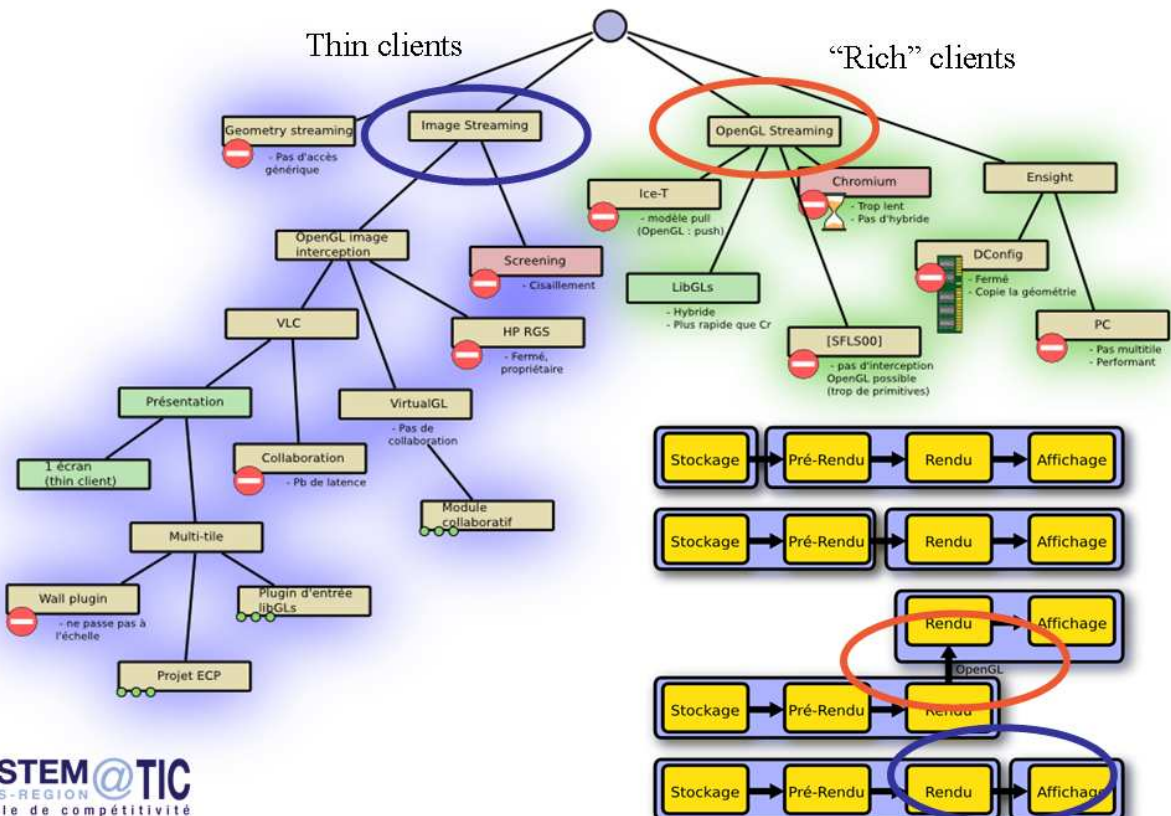 Thin clients
“Rich” clients
Geometry streaming
- Pas d'accès
générique
Image Streaming
OpenGL Streaming
Ice-T
- modèle pull
(OpenGL : push)
Chromium
- Trop lent
- Pas d'hybride
Ensight
OpenGL image
interception
Screening
- Cisaillement
LibGLs
- Hybride
- Plus rapide que Cr
DConfig
- Fermé
- Copie la géométrie
VLC
HP RGS
- Fermé,
propriétaire
[SFLS00]
- pas d'interception
OpenGL possible
(trop de primitives)
PC
- Pas multitile
- Performant
Présentation
VirtualGL
- Pas de
collaboration
1 écran
(thin client)
Collaboration
- Pb de latence
Module
collaboratif
Multi-tile
Wall plugin
- ne passe pas à
l'échelle
Plugin d'entrée
libGLs
Projet ECP
Stockage Pré-Rendu Rendu Affichage
Stockage Pré-Rendu Rendu Affichage
Rendu Affichage
OpenGL
Stockage Pré-Rendu Rendu
Stockage Pré-Rendu Rendu Affichage
STEM@TIC
S-REGION
le de compétitivité